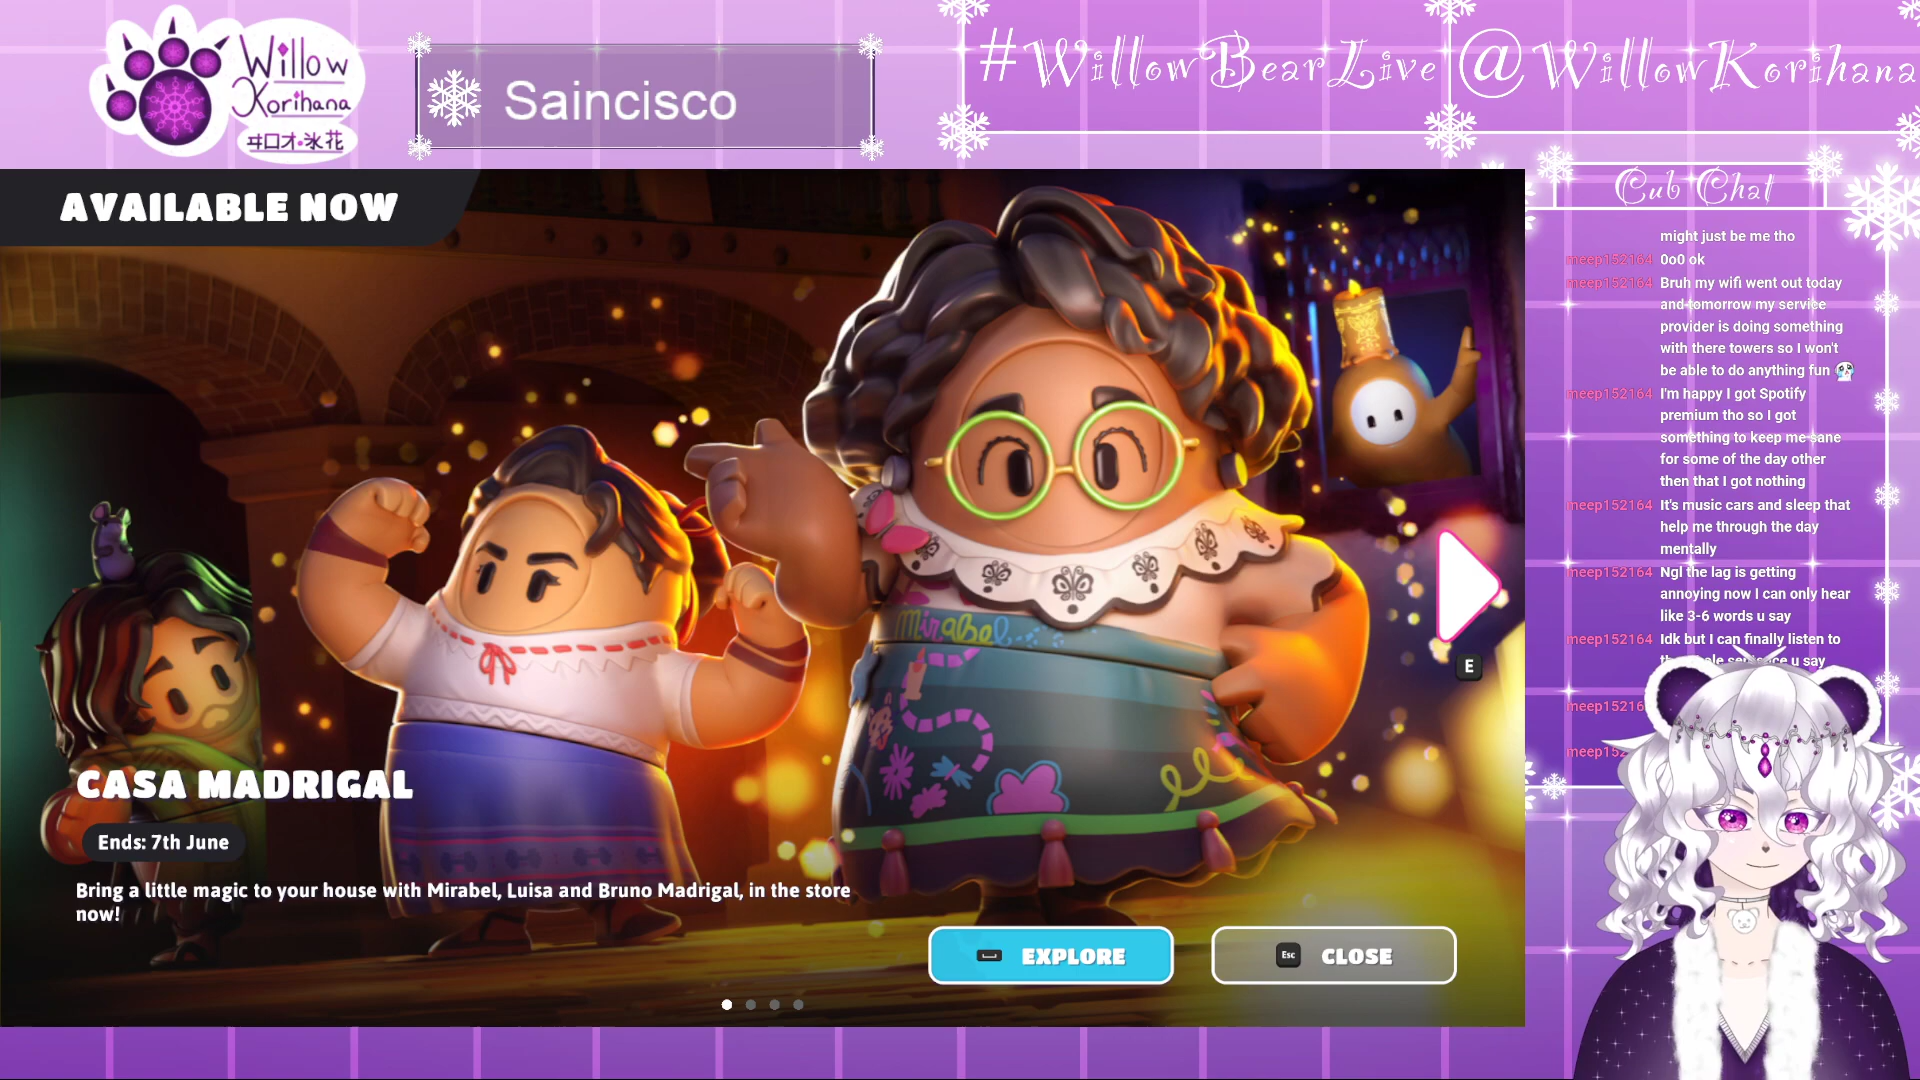 Willow
Korihana
ヰロオ・氷花
Saincisco
#WillowBearLive
@WillowKorihana
AVAILABLE NOW
Cub Chat
might just be me tho
meep152164 0o0 ok
meep152164 Bruh my wifi went out today
and tomorrow my service
provider is doing something
with there towers so I won't
be able to do anything fun
meep152164 I'm happy I got Spotify
premium tho so I got
something to keep me sane
for some of the day other
then that I got nothing
meep152164 It's music cars and sleep that
help me through the day
mentally
meep152164 Ngl the lag is getting
annoying now I can only hear
like 3-6 words u say
meep152164 Idk but I can finally listen to
u say
mirabel
E
CASA MADRIGAL
Ends: 7th June
Bring a little magic to your house with Mirabel, Luisa and Bruno Madrigal, in the store
now!
EXPLORE
Esc CLOSE